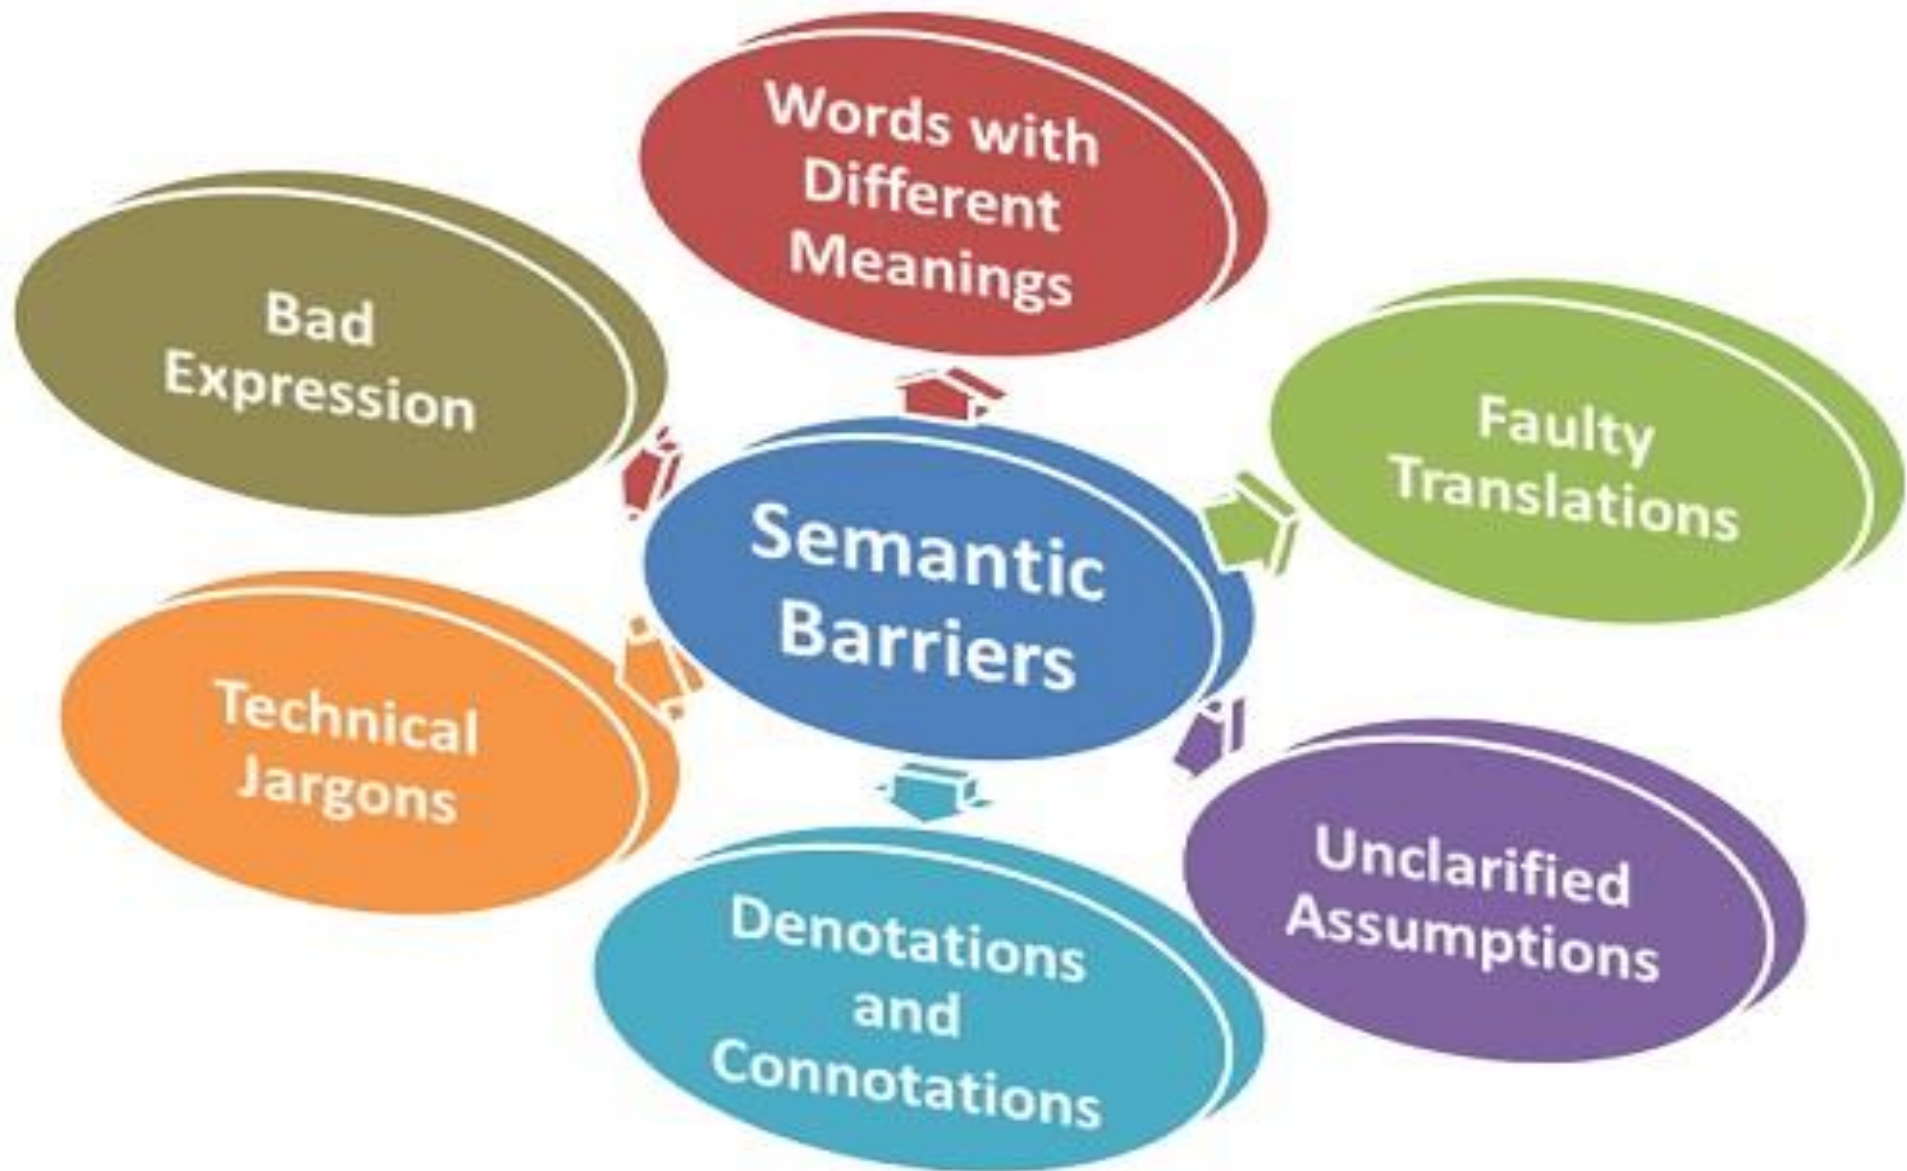 Words with
Different
Meanings
Bad
Expression
Faulty
Translations
Semantic
Barriers
Technical
Jargons
Unclarified
Assumptions
Denotations
and
Connotations